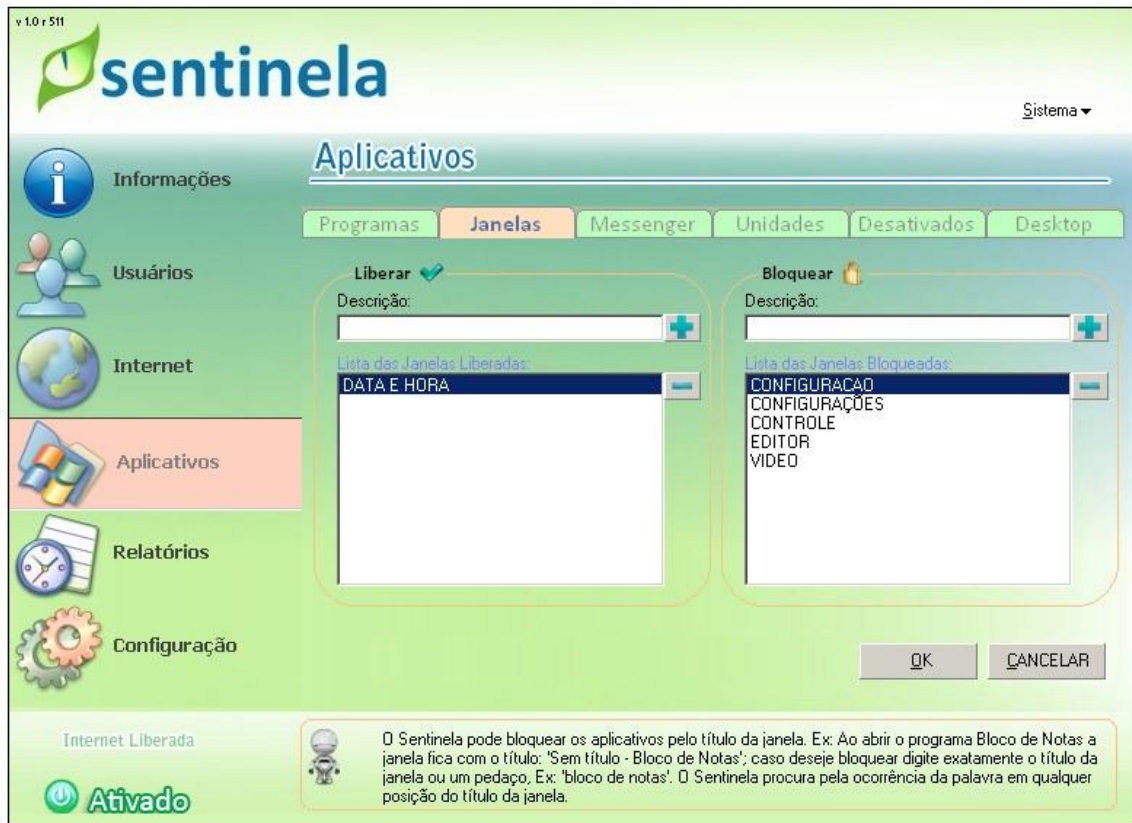 v 1.0 r 511
sentinela
Sistema
Aplicativos
Informações
Usuários
Internet
Aplicativos
Relatórios
Configuração
Programas Janelas Messenger Unidades Desativados Desktop
Liberar
Descrição:
Lista das Janelas Liberadas:
DATA E HORA
Bloquear
Descrição:
Lista das Janelas Bloqueadas:
CONFIGURAÇAO
CONFIGURAÇÕES
CONTROLE
EDITOR
VIDEO
OK CANCELAR
Internet Liberada
Ativado
O Sentinela pode bloquear os aplicativos pelo título da janela. Ex: Ao abrir o programa Bloco de Notas a
janela fica com o título: 'Sem título - Bloco de Notas'; caso deseje bloquear digite exatamente o título da
janela ou um pedaço, Ex: 'bloco de notas'. O Sentinela procura pela ocorrência da palavra em qualquer
posição do título da janela.